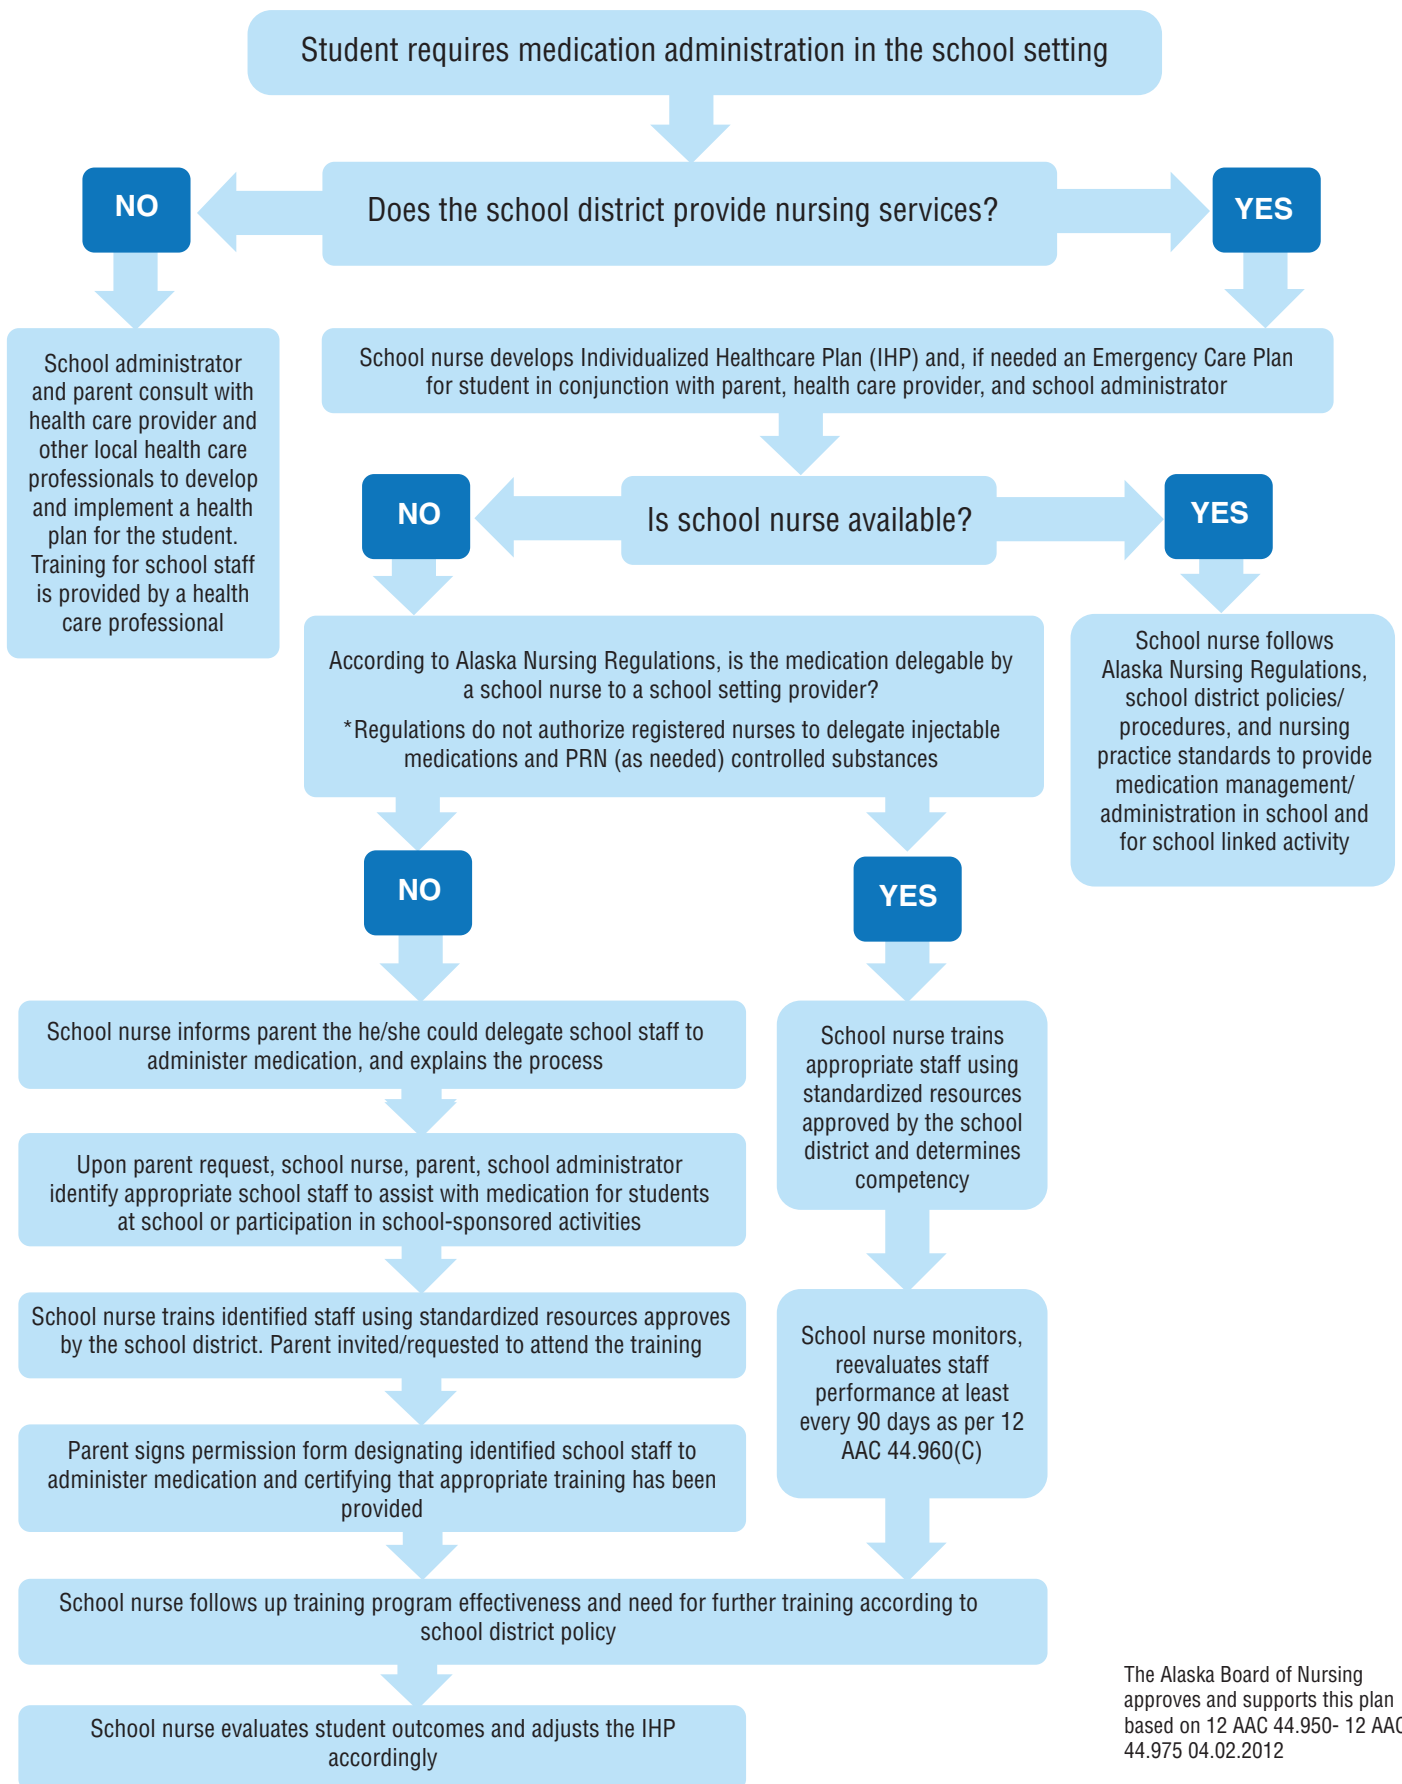 Student requires medication administration in the school setting
NO
Does the school district provide nursing services?
YES
School administrator
and parent consult with
health care provider and
other local health care
professionals to develop
and implement a health
plan for the student.
Training for school staff
is provided by a health
care professional
School nurse develops Individualized Healthcare Plan (IHP) and, if needed an Emergency Care Plan
for student in conjunction with parent, health care provider, and school administrator
NO
Is school nurse available?
YES
According to Alaska Nursing Regulations, is the medication delegable by
a school nurse to a school setting provider?
*Regulations do not authorize registered nurses to delegate injectable
medications and PRN (as needed) controlled substances
School nurse follows
Alaska Nursing Regulations,
school district policies/
procedures, and nursing
practice standards to provide
medication management/
administration in school and
for school linked activity
NO
YES
School nurse informs parent the he/she could delegate school staff to
administer medication, and explains the process
Upon parent request, school nurse, parent, school administrator
identify appropriate school staff to assist with medication for students
at school or participation in school-sponsored activities
School nurse trains identified staff using standardized resources approves
by the school district. Parent invited/requested to attend the training
Parent signs permission form designating identified school staff to
administer medication and certifying that appropriate training has been
provided
School nurse trains
appropriate staff using
standardized resources
approved by the school
district and determines
competency
School nurse monitors,
reevaluates staff
performance at least
every 90 days as per 12
AAC 44.960(C)
School nurse follows up training program effectiveness and need for further training according to
school district policy
School nurse evaluates student outcomes and adjusts the IHP
accordingly
The Alaska Board of Nursing
approves and supports this plan
based on 12 AAC 44.950- 12 AAC
44.975 04.02.2012